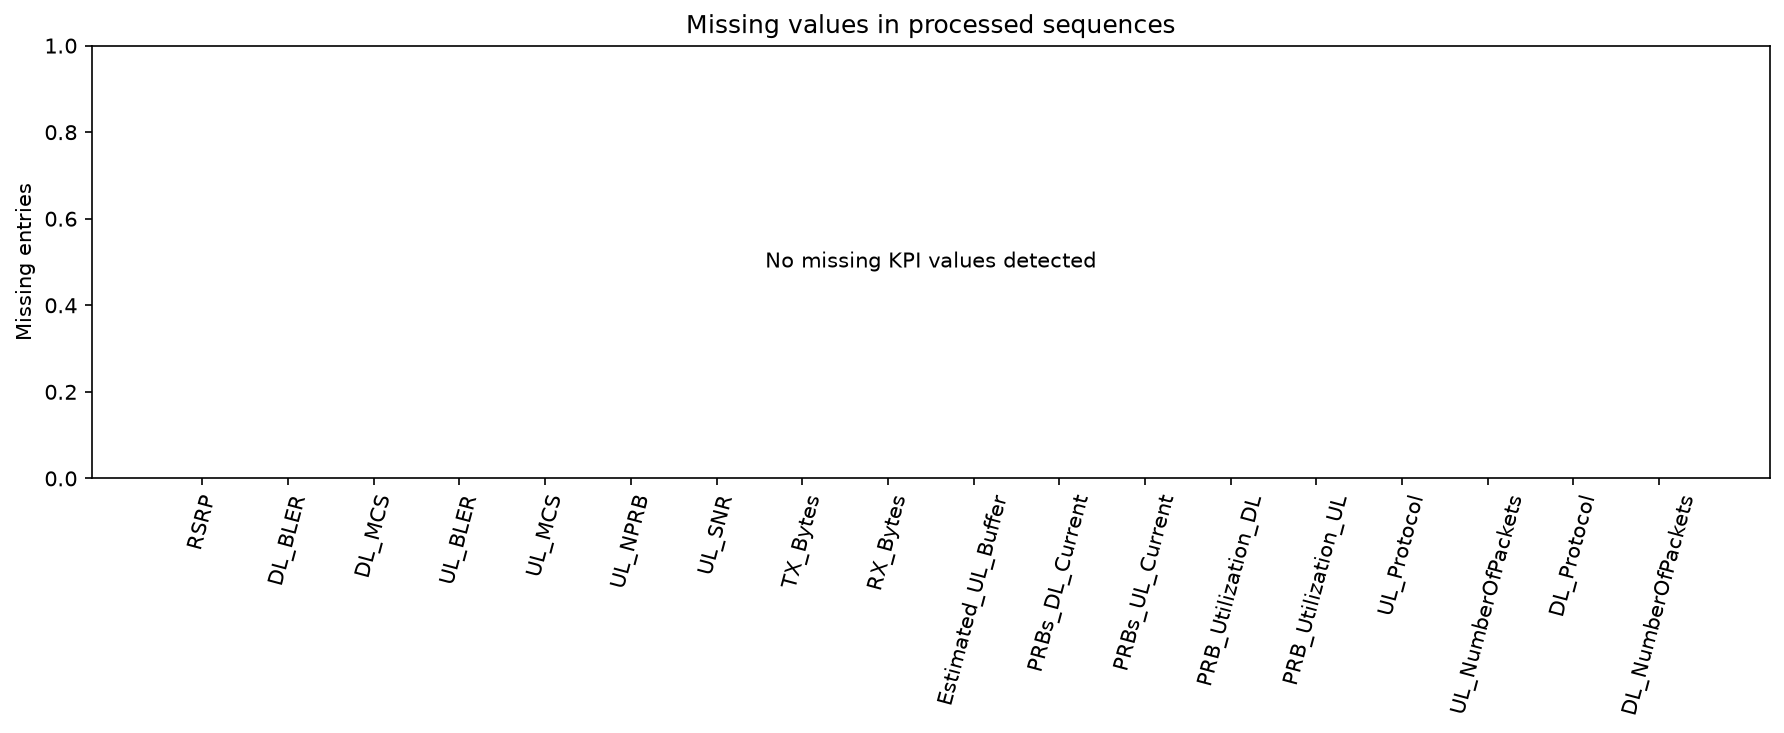 Missing values in processed sequences
1.0
0.8
0.6
0.4
0.2
0.0
Missing entries
No missing KPI values detected
RSRP
DL_BLER
DL_MCS
UL_BLER
UL_MCS
UL_NPRB
UL_SNR
TX_Bytes
RX_Bytes
Estimated_UL_Buffer
PRBs_DL_Current
PRBs_UL_Current
PRB_Utilization_DL
PRB_Utilization_UL
UL_Protocol
UL_NumberOfPackets
DL_Protocol
DL_NumberOfPackets